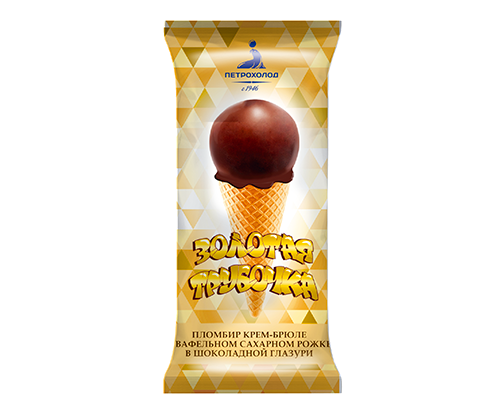 ПЕТРОХОЛОД
с 1946
ЗОЛОТАЯ
ТРУБОЧКА
ПЛОМБИР КРЕМ-БРЮЛЕ
ВАФЕЛЬНОМ САХАРНОМ РОЖКЕ
В ШОКОЛАДНОЙ ГЛАЗУРИ